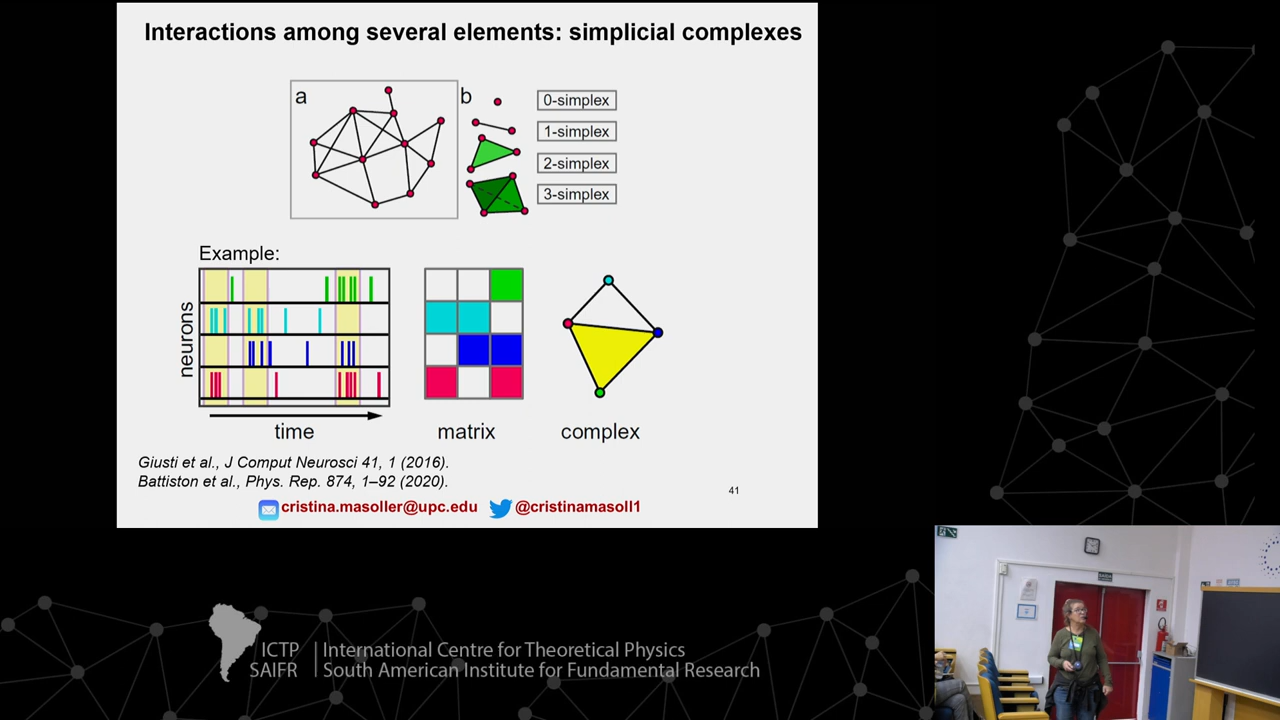 Interactions among several elements: simplicial complexes
a
b
0-simplex
1-simplex
2-simplex
3-simplex
Example:
neurons
time
matrix
complex
Giusti et al., J Comput Neurosci 41, 1 (2016).
Battiston et al., Phys. Rep. 874, 1–92 (2020).
41
cristina.masoller@upc.edu @cristinamasoll1
ICTP
SAIFR
International Centre for Theoretical Physics
South American Institute for Fundamental Research